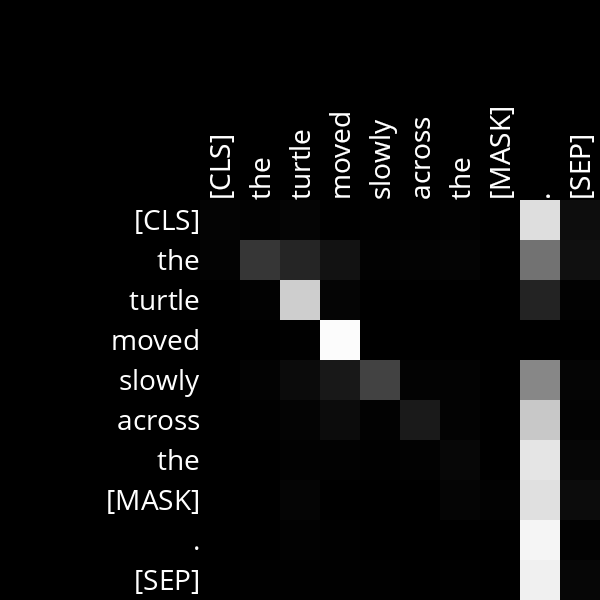 [CLS] the turtle moved slowly across the [MASK] . [SEP]
[CLS]
the
turtle
moved
slowly
across
the
[MASK]
.
[SEP]